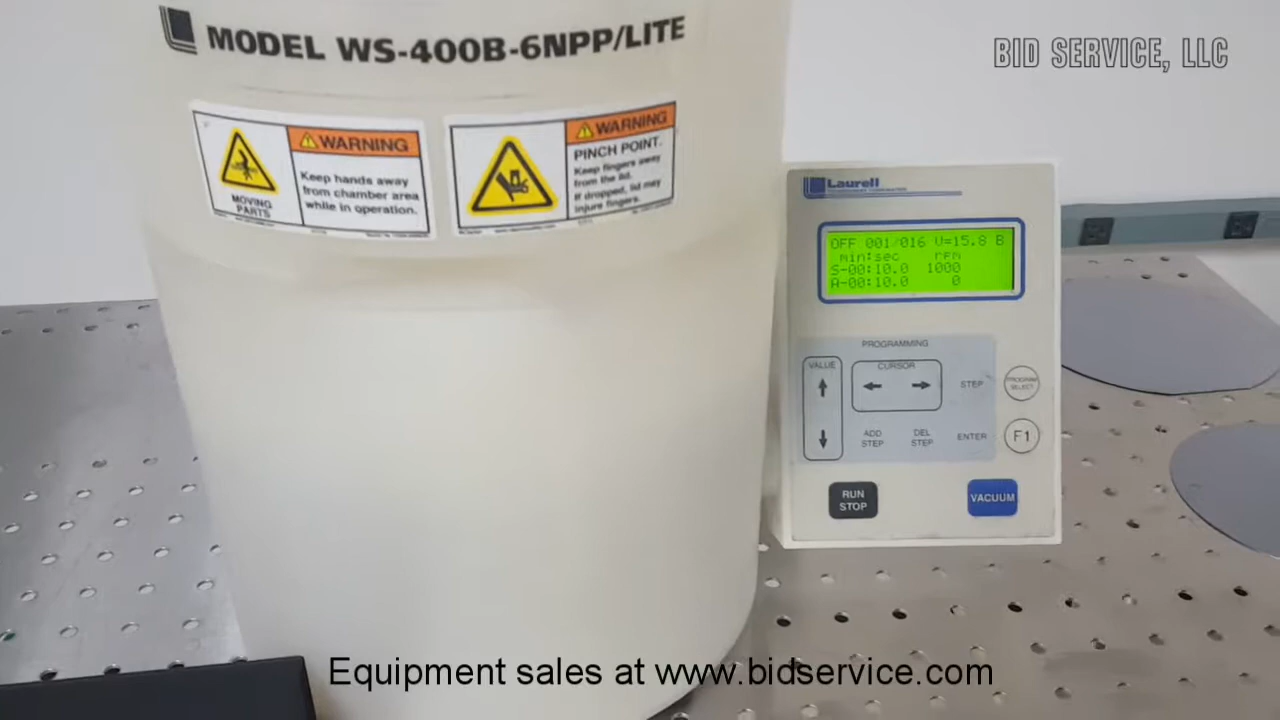 MODEL WS-400B-6NPP/LITE
BID SERVICE, LLC
WARNING
MOVING
PARTS
Keep hands away
from chamber area
while in operation.
WARNING
PINCH POINT.
Keep fingers away
from the lid.
If dropped, lid may
injure fingers.
Laurell
OFF 001/016 V=15.8 B
min:sec rPM
S-00:10.0 1000
A-00:10.0 0
PROGRAMMING
VALUE
CURSOR
STEP
PROGRAM
SELECT
ADD
STEP
DEL
STEP
ENTER
F1
RUN
STOP
VACUUM
Equipment sales at www.bidservice.com